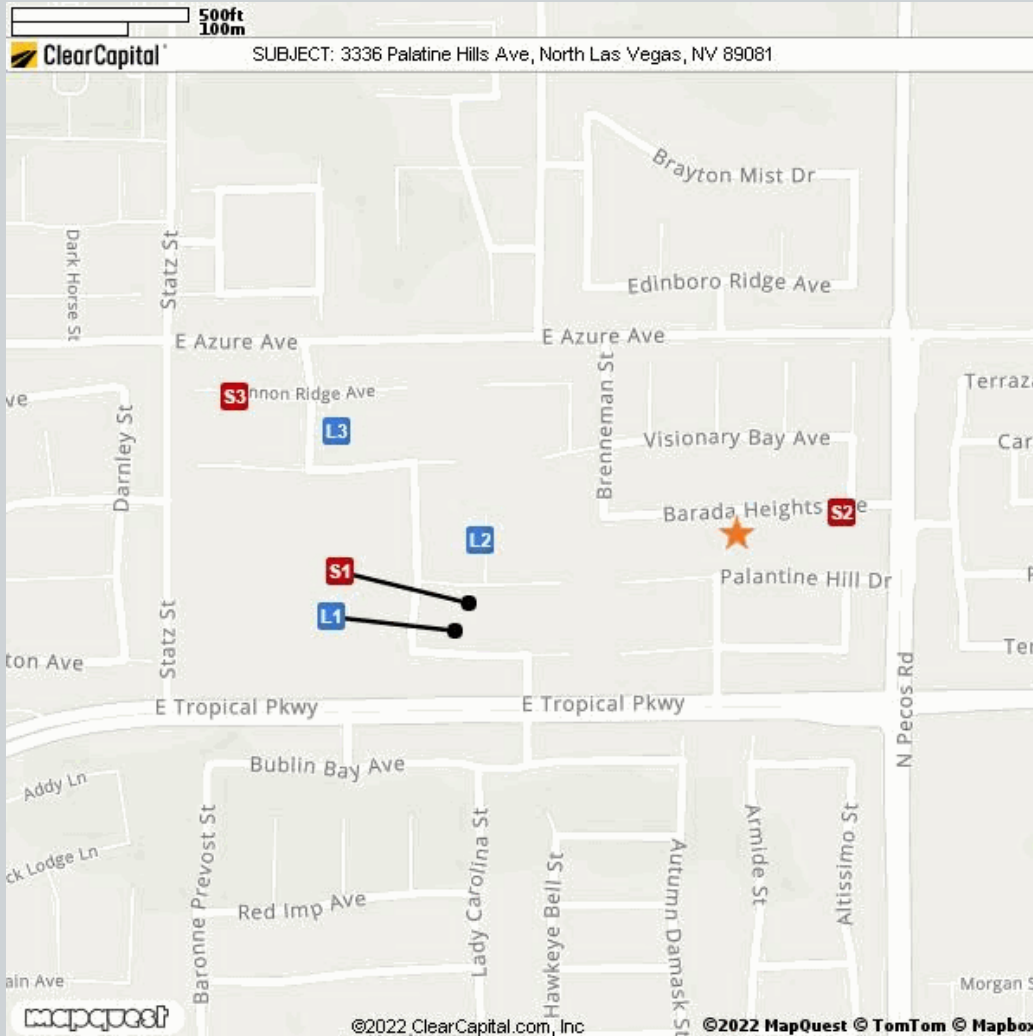 500ft
100m
ClearCapital
SUBJECT: 3336 Palatine Hills Ave, North Las Vegas, NV 89081
Brayton Mist Dr
Dark Horse St
Statz St
Edinboro Ridge Ave
E Azure Ave
E Azure Ave
ve
S3
nnon Ridge Ave
Terraz
L3
Brenneman St
Visionary Bay Ave
Car
Darnley St
Barada Heights
e
S2
L2
S1
Palantine Hill Dr
L1
Statz St
ton Ave
Ter
N Pecos Rd
E Tropical Pkwy
E Tropical Pkwy
Bublin Bay Ave
Addy Ln
Baronne Prevost St
Lady Carolina St
Hawkeye Bell St
Autumn Damask St
Armide St
Altissimo St
ck Lodge Ln
Red Imp Ave
ain Ave
Morgan S
mapquest
©2022 ClearCapital.com, Inc
©2022 MapQuest © TomTom © Mapbo